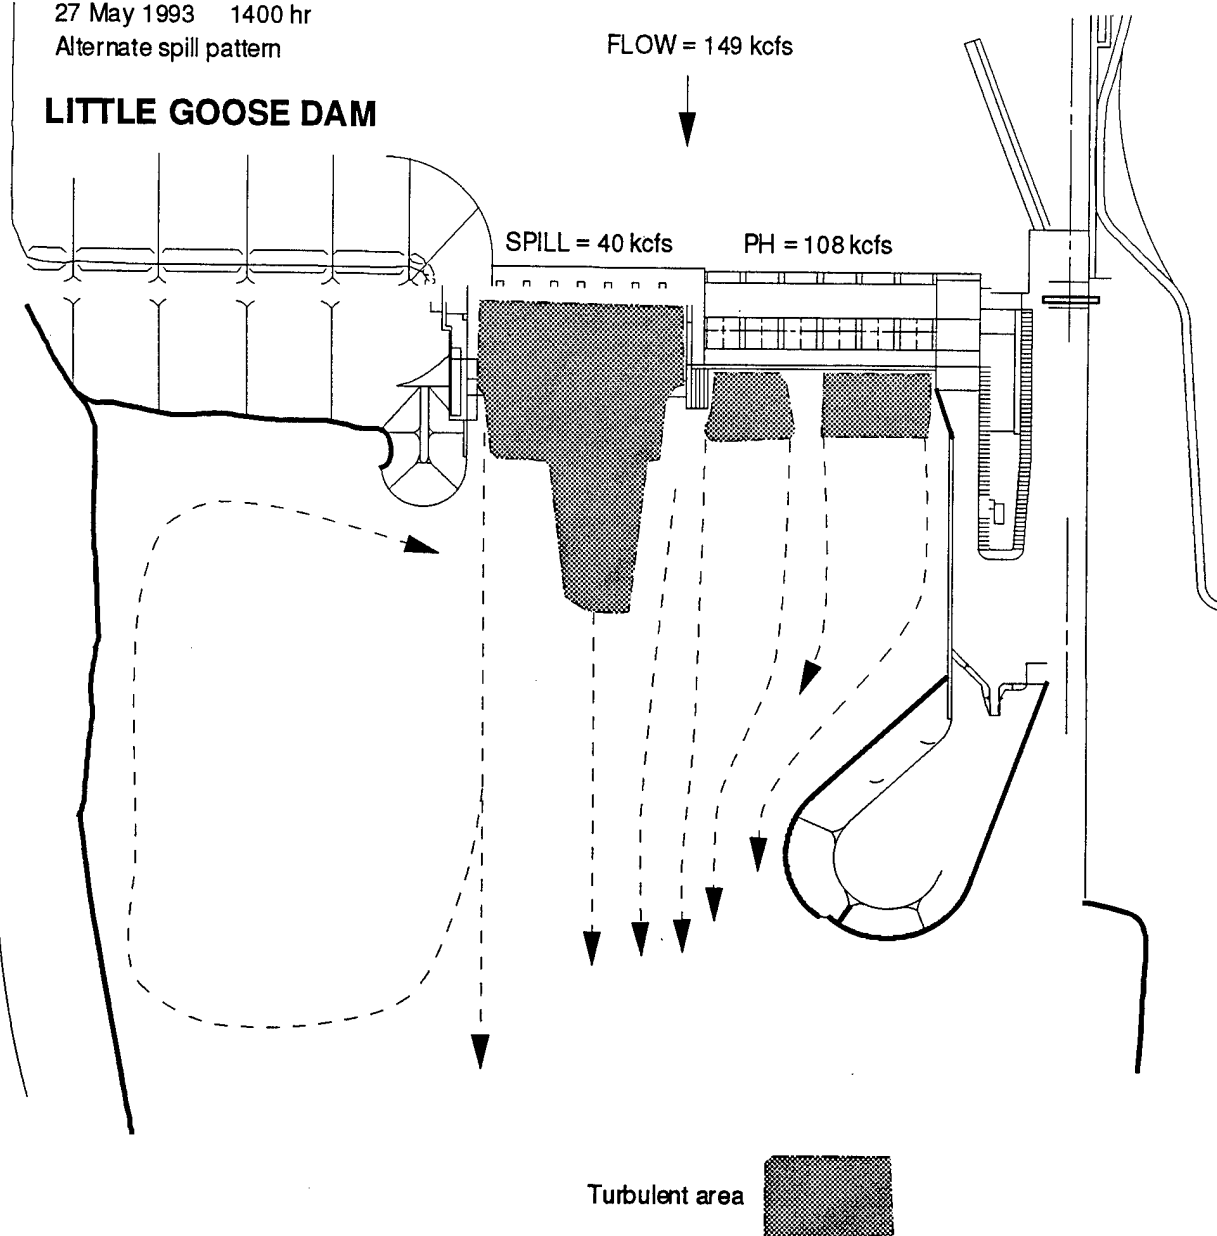 27 May 1993 1400 hr
Alternate spill pattern
FLOW = 149 kcfs
LITTLE GOOSE DAM
SPILL = 40 kcfs PH = 108 kcfs
Turbulent area